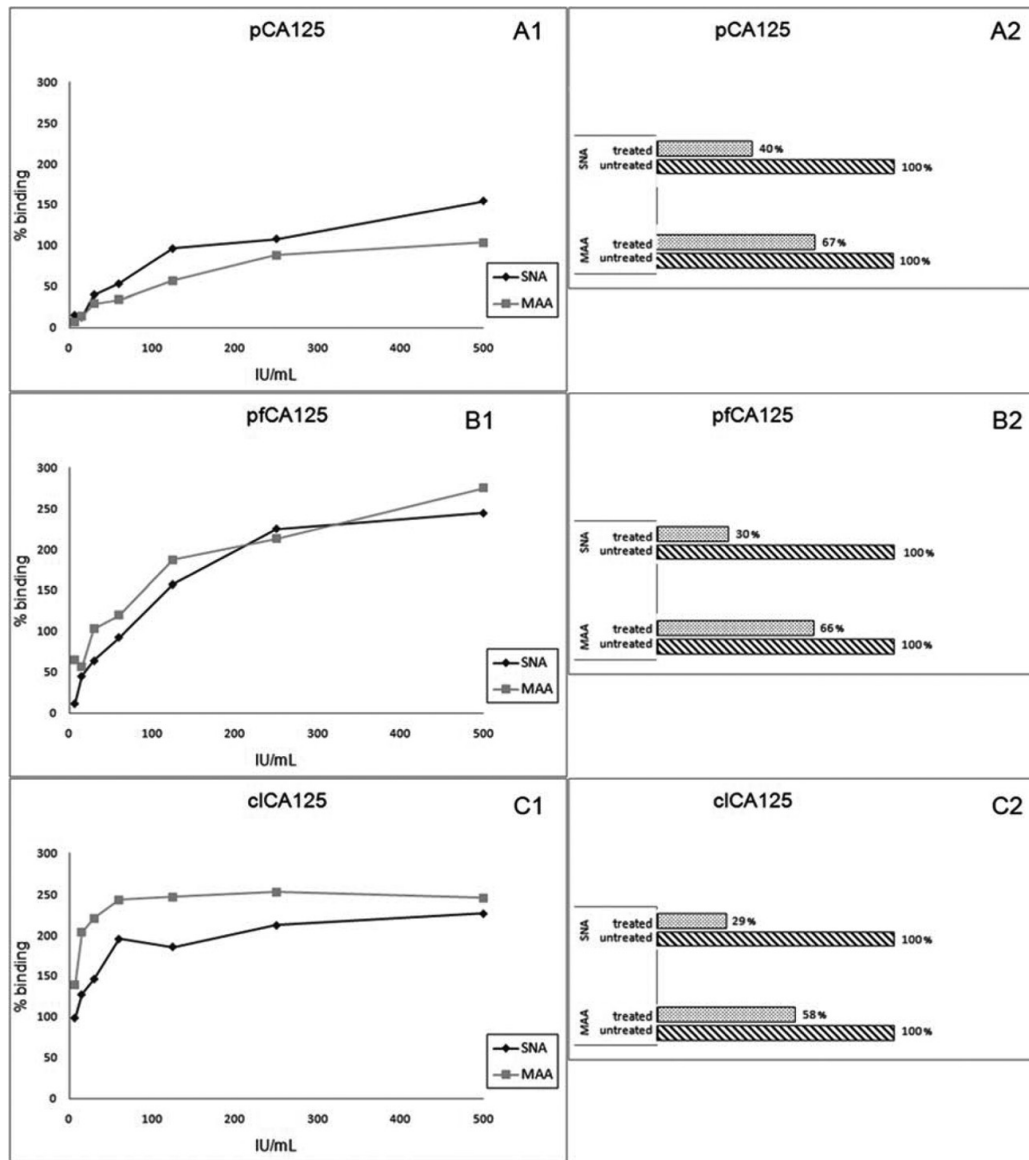 pCA125
A1
300
250
200
150
100
50
0
% binding
0 100 200 300 400 500
IU/mL
SNA
MAA
pCA125
A2
SNA
treated
40%
untreated
100%
MAA
treated
67%
untreated
100%
pfCA125
B1
300
250
200
150
100
50
0
% binding
0 100 200 300 400 500
IU/mL
SNA
MAA
pfCA125
B2
SNA
treated
30%
untreated
100%
MAA
treated
66%
untreated
100%
clCA125
C1
300
250
200
150
100
50
0
% binding
0 100 200 300 400 500
IU/mL
SNA
MAA
clCA125
C2
SNA
treated
29%
untreated
100%
MAA
treated
58%
untreated
100%